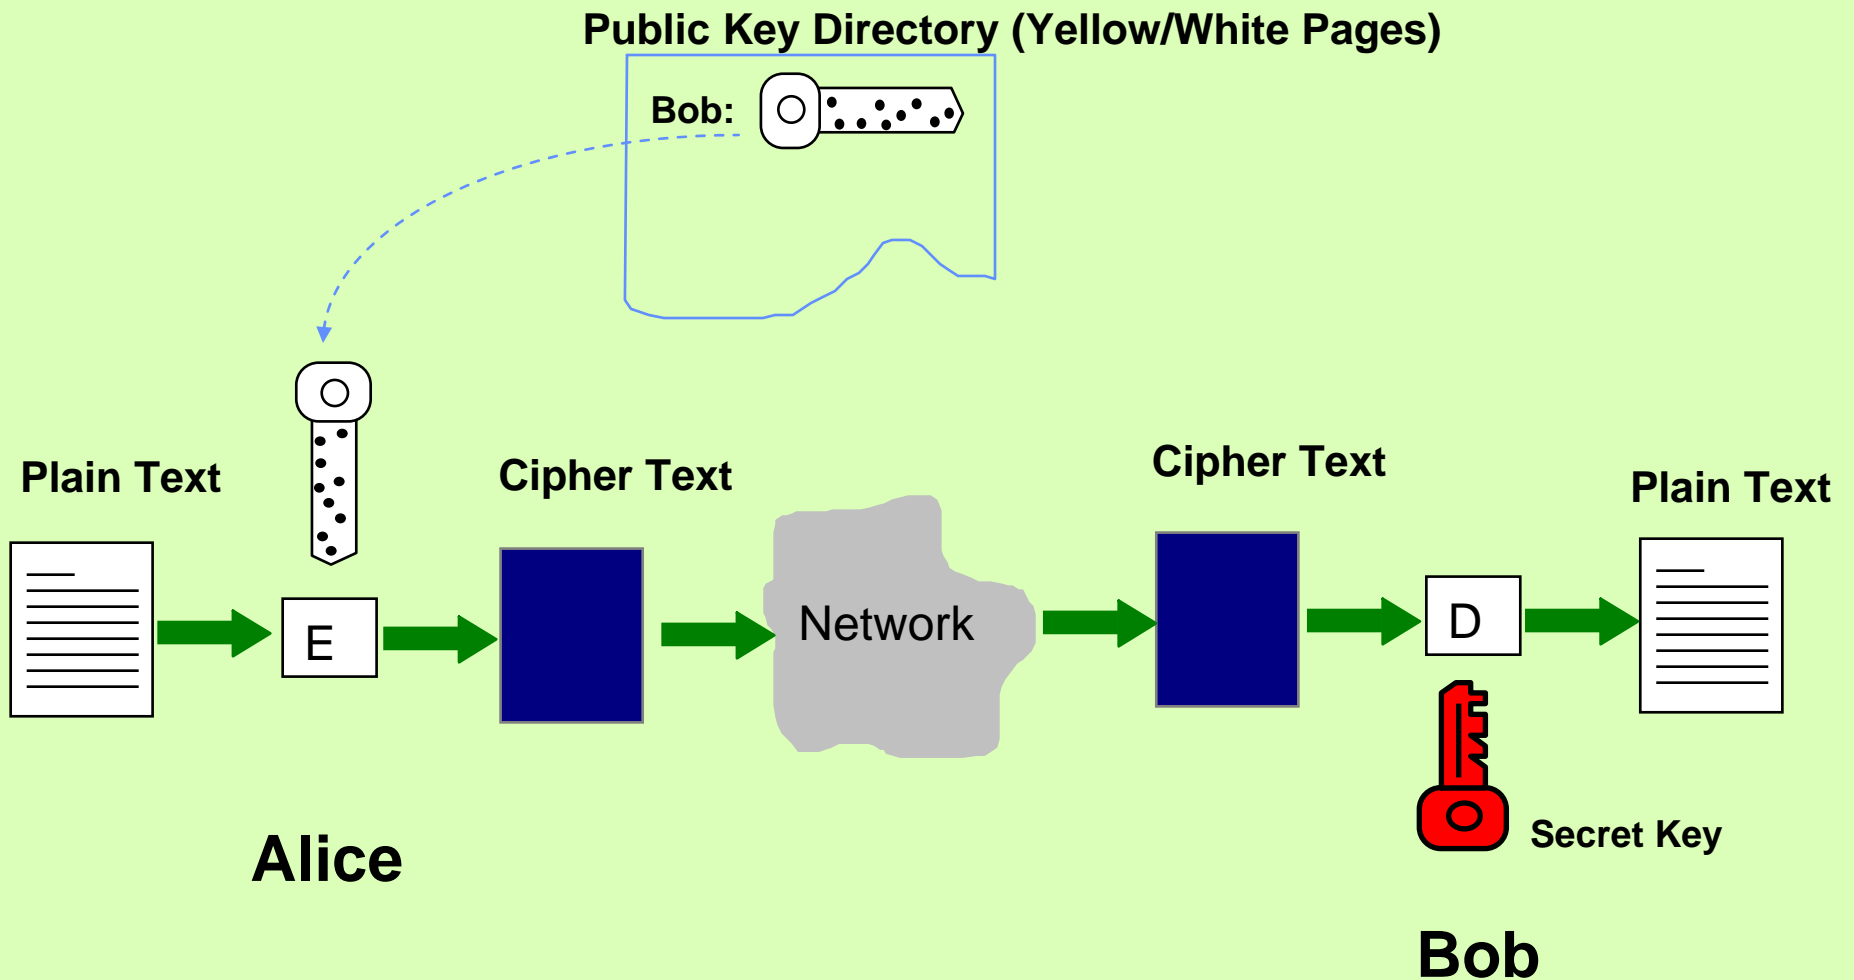 Public Key Directory (Yellow/White Pages)
Bob:
Plain Text
Cipher Text
Cipher Text
Plain Text
E
Network
D
Secret Key
Alice
Bob